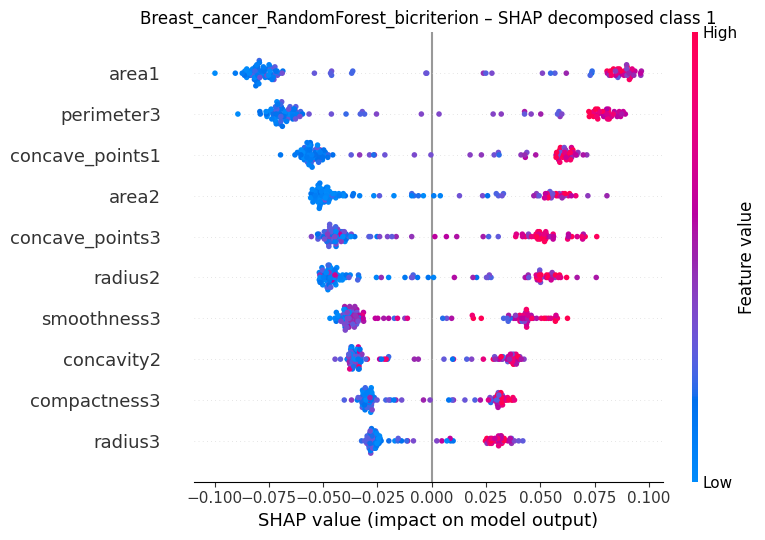 Breast_cancer_RandomForest_bicriterion – SHAP decomposed class 1
High
area1
perimeter3
concave_points1
area2
concave_points3
radius2
smoothness3
concavity2
compactness3
radius3
Feature value
Low
−0.100 −0.075 −0.050 −0.025 0.000 0.025 0.050 0.075 0.100
SHAP value (impact on model output)